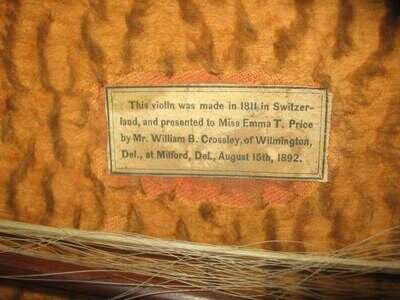 This violin was made in 1811 in Switzer-
land, and presented to Miss Emma T. Price
by Mr. William B. Crossley, of Wilmington,
Del., at Milford, Del., August 15th, 1892.